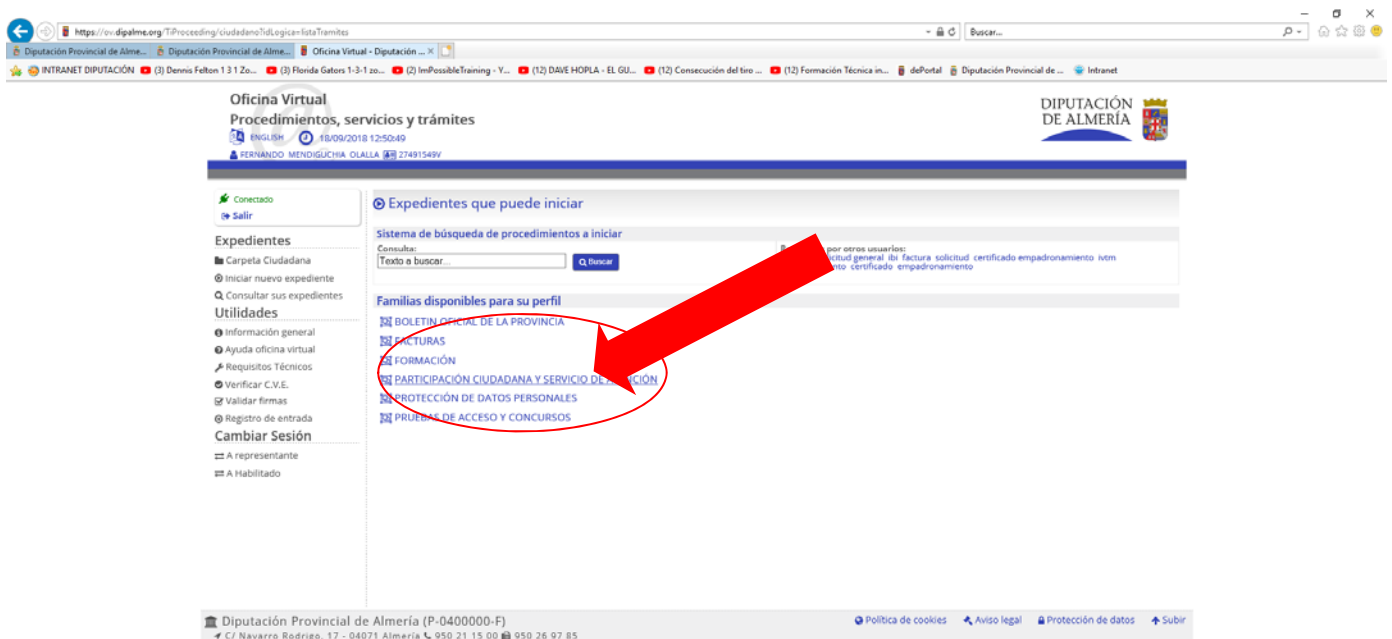 https://ov.dipalme.org/TiProceeding/ciudadano?idLogica=listaTramites
Buscar...
Diputación Provincial de Alme...
Diputación Provincial de Alme...
Oficina Virtual - Diputación ...
INTRANET DIPUTACIÓN
(3) Dennis Felton 1 3 1 Zo...
(3) Florida Gators 1-3-1 zo...
(2) ImPossibleTraining - Y...
(12) DAVE HOPLA - EL GU...
(12) Consecución del tiro ...
(12) Formación Técnica in...
dePortal
Diputación Provincial de ...
Intranet
Oficina Virtual
Procedimientos, servicios y trámites
ENGLISH 18/09/2018 12:50:49
FERNANDO MENDIGUCHIA OLALLA 27491549V
DIPUTACIÓN
DE ALMERÍA
Conectado
Salir
Expedientes
Carpeta Ciudadana
Iniciar nuevo expediente
Consultar sus expedientes
Utilidades
Información general
Ayuda oficina virtual
Requisitos Técnicos
Verificar C.V.E.
Validar firmas
Registro de entrada
Cambiar Sesión
A representante
A Habilitado
Expedientes que puede iniciar
Sistema de búsqueda de procedimientos a iniciar
Consulta:
Texto a buscar...
Buscar
por otros usuarios:
general ibi factura solicitud certificado empadronamiento ivtm
certificado empadronamiento
Familias disponibles para su perfil
BOLETIN OFICIAL DE LA PROVINCIA
FACTURAS
FORMACIÓN
PARTICIPACIÓN CIUDADANA Y SERVICIO DE
PROTECCIÓN DE DATOS PERSONALES
PRUEBAS DE ACCESO Y CONCURSOS
Diputación Provincial de Almería (P-0400000-F)
C/ Navarro Rodrigo, 17 - 04071 Almería 950 21 15 00 950 26 97 85
Política de cookies
Aviso legal
Protección de datos
Subir